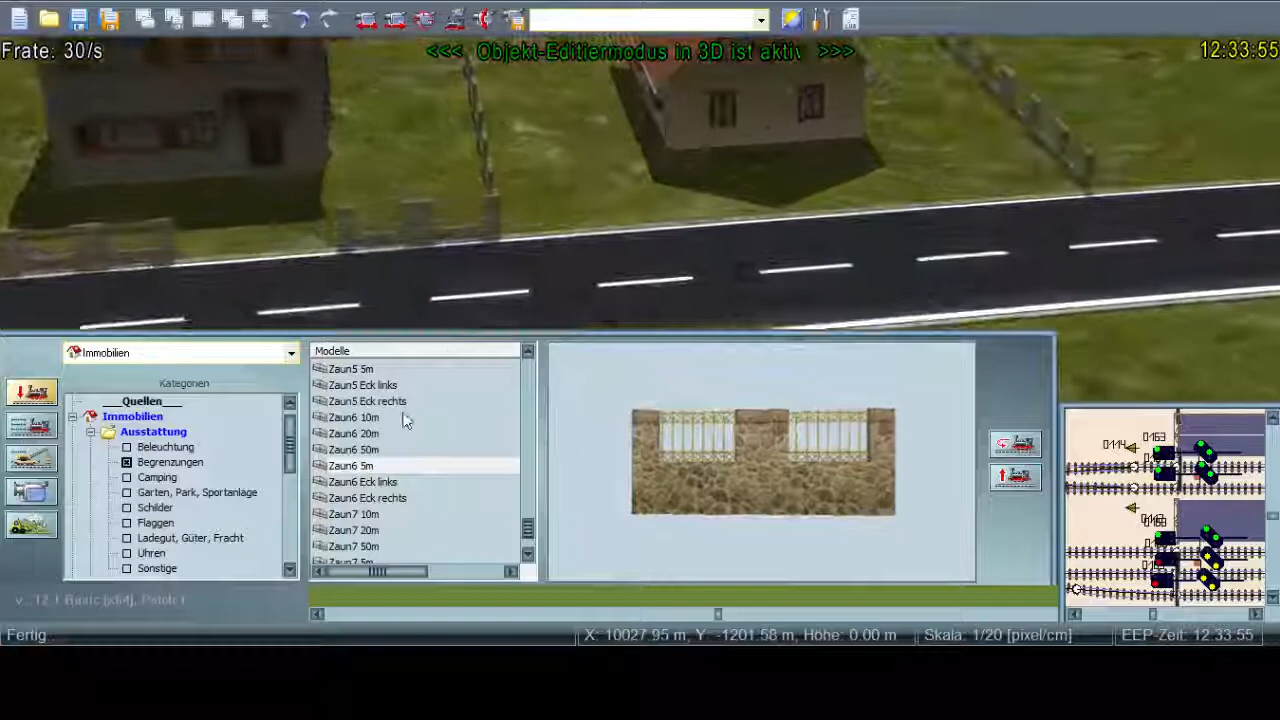 Frate: 30/s
<<< Objekt-Editiermodus in 3D ist aktiv >>>
12:33:55
Immobilien
Kategorien
Quellen
Immobilien
Ausstattung
Beleuchtung
Begrenzungen
Camping
Garten, Park, Sportanlage
Schilder
Flaggen
Ladegut, Güter, Fracht
Uhren
Sonstige
Modelle
Zaun5 5m
Zaun5 Eck links
Zaun5 Eck rechts
Zaun6 10m
Zaun6 20m
Zaun6 50m
Zaun6 5m
Zaun6 Eck links
Zaun6 Eck rechts
Zaun7 10m
Zaun7 20m
Zaun7 50m
Zaun7 5m
0114
0163
Fertig
X: 10027.95 m, Y -1201.58 m, Höhe: 0.00 m
Skala: 1/20 [pixel/cm]
EEP-Zeit: 12:33:55